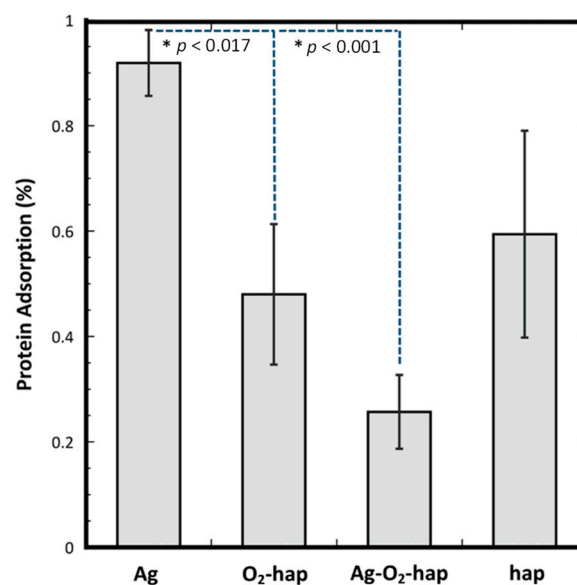 1
* p < 0.017
* p < 0.001
0.8
0.6
0.4
0.2
0
Protein Adsorption (%)
Ag
O₂-hap
Ag-O₂-hap
hap